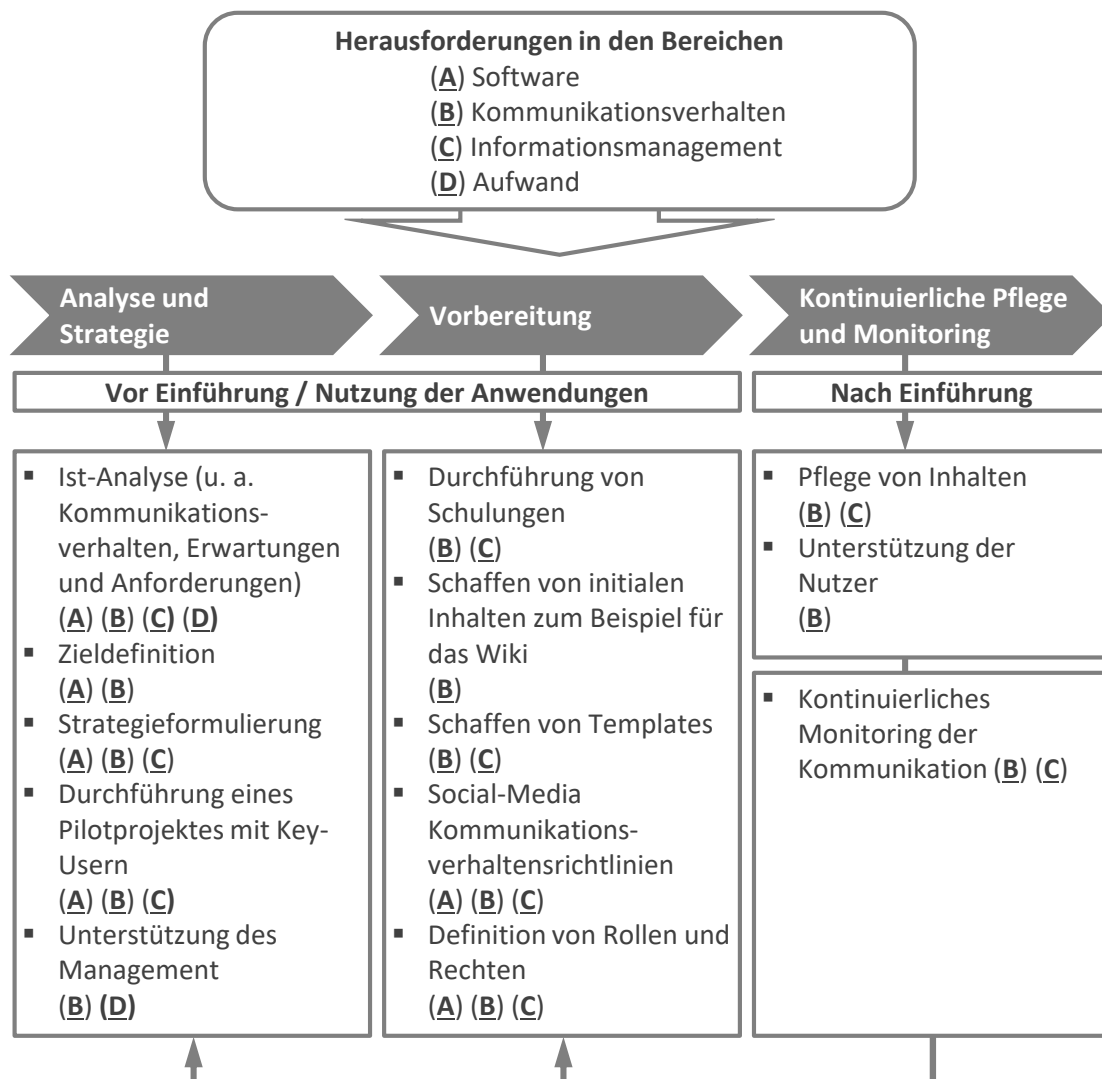 Herausforderungen in den Bereichen
(A) Software
(B) Kommunikationsverhalten
(C) Informationsmanagement
(D) Aufwand
Analyse und
Strategie
Vorbereitung
Kontinuierliche Pflege
und Monitoring
Vor Einführung / Nutzung der Anwendungen
Nach Einführung
▪ Ist-Analyse (u. a.
Kommunikations-
verhalten, Erwartungen
und Anforderungen)
(A) (B) (C) (D)
▪ Zieldefinition
(A) (B)
▪ Strategieformulierung
(A) (B) (C)
▪ Durchführung eines
Pilotprojektes mit Key-
Usern
(A) (B) (C)
▪ Unterstützung des
Management
(B) (D)
▪ Durchführung von
Schulungen
(B) (C)
▪ Schaffen von initialen
Inhalten zum Beispiel für
das Wiki
(B)
▪ Schaffen von Templates
(B) (C)
▪ Social-Media
Kommunikations-
verhaltensrichtlinien
(A) (B) (C)
▪ Definition von Rollen und
Rechten
(A) (B) (C)
▪ Pflege von Inhalten
(B) (C)
▪ Unterstützung der
Nutzer
(B)
▪ Kontinuierliches
Monitoring der
Kommunikation (B) (C)